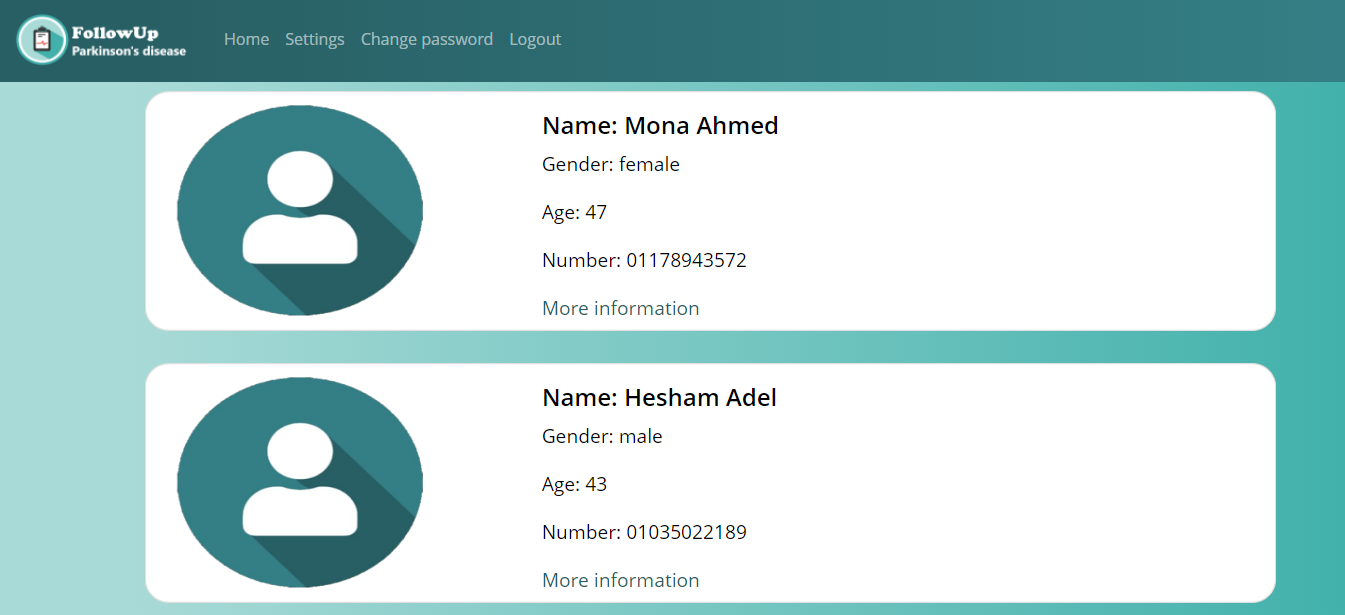 FollowUp
Parkinson's disease
Home Settings Change password Logout
Name: Mona Ahmed
Gender: female
Age: 47
Number: 01178943572
More information
Name: Hesham Adel
Gender: male
Age: 43
Number: 01035022189
More information